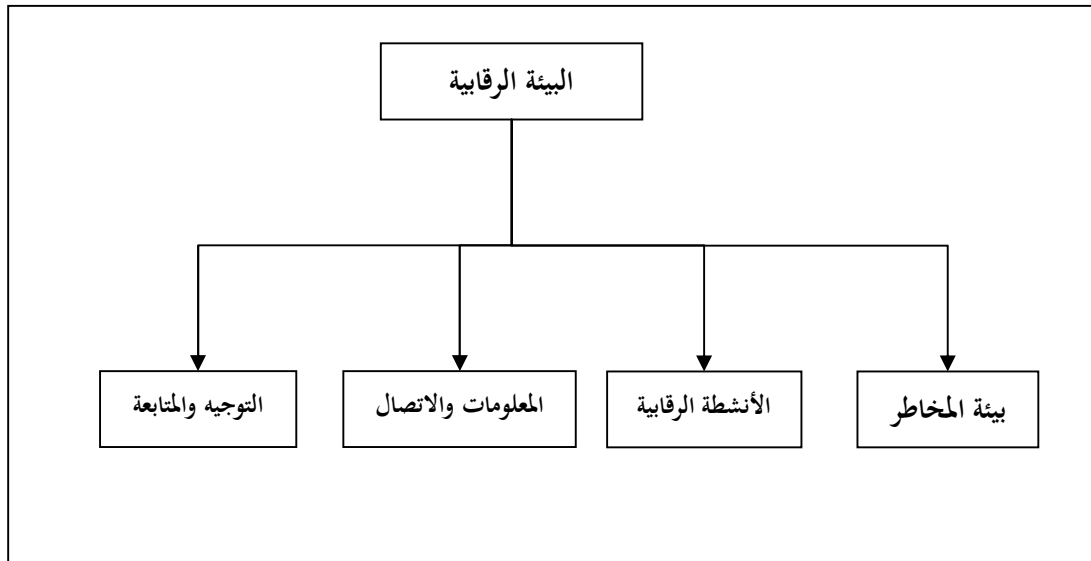 البيئة الرقابية
بيئة المخاطر
الأنشطة الرقابية
المعلومات والاتصال
التوجيه والمتابعة